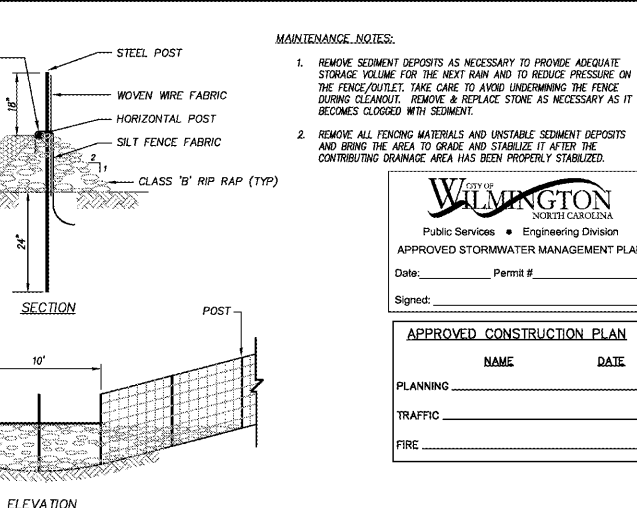 STEEL POST
WOVEN WIRE FABRIC
HORIZONTAL POST
SILT FENCE FABRIC
2
1
CLASS 'B' RIP RAP (TYP)
18"
24"
SECTION
POST
10'
ELEVATION
MAINTENANCE NOTES:
1. REMOVE SEDIMENT DEPOSITS AS NECESSARY TO PROVIDE ADEQUATE
STORAGE VOLUME FOR THE NEXT RAIN AND TO REDUCE PRESSURE ON
THE FENCE/OUTLET. TAKE CARE TO AVOID UNDERMINING THE FENCE
DURING CLEANOUT. REMOVE & REPLACE STONE AS NECESSARY AS IT
BECOMES CLOGGED WITH SEDIMENT.
2. REMOVE ALL FENCING MATERIALS AND UNSTABLE SEDIMENT DEPOSITS
AND BRING THE AREA TO GRADE AND STABILIZE IT AFTER THE
CONTRIBUTING DRAINAGE AREA HAS BEEN PROPERLY STABILIZED.
CITY OF
WILMINGTON
NORTH CAROLINA
Public Services • Engineering Division
APPROVED STORMWATER MANAGEMENT PLA
Date: Permit #
Signed:
APPROVED CONSTRUCTION PLAN
NAME DATE
PLANNING
TRAFFIC
FIRE